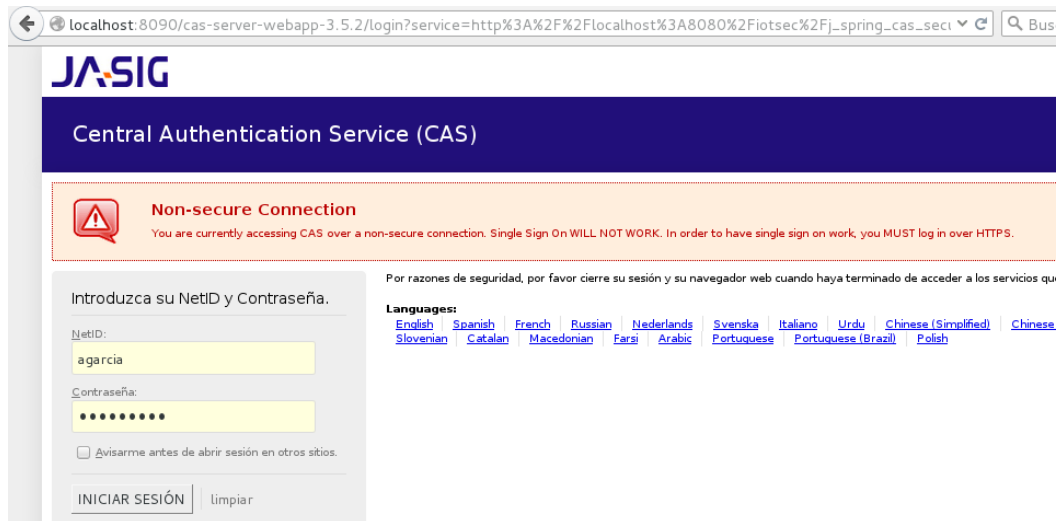 localhost:8090/cas-server-webapp-3.5.2/login?service=http%3A%2F%2Flocalhost%3A8080%2Fiotsec%2Fj_spring_cas_secu
Bus
JA-SIG
Central Authentication Service (CAS)
Non-secure Connection
You are currently accessing CAS over a non-secure connection. Single Sign On WILL NOT WORK. In order to have single sign on work, you MUST log in over HTTPS.
Por razones de seguridad, por favor cierre su sesión y su navegador web cuando haya terminado de acceder a los servicios qu
Introduzca su NetID y Contraseña.
Languages:
English Spanish French Russian Nederlands Svenska Italiano Urdu Chinese (Simplified) Chinese
Slovenian Catalan Macedonian Farsi Arabic Portuguese Portuguese (Brazil) Polish
NetID:
agarcia
Contraseña:
•••••••••
Avisarme antes de abrir sesión en otros sitios.
INICIAR SESIÓN limpiar